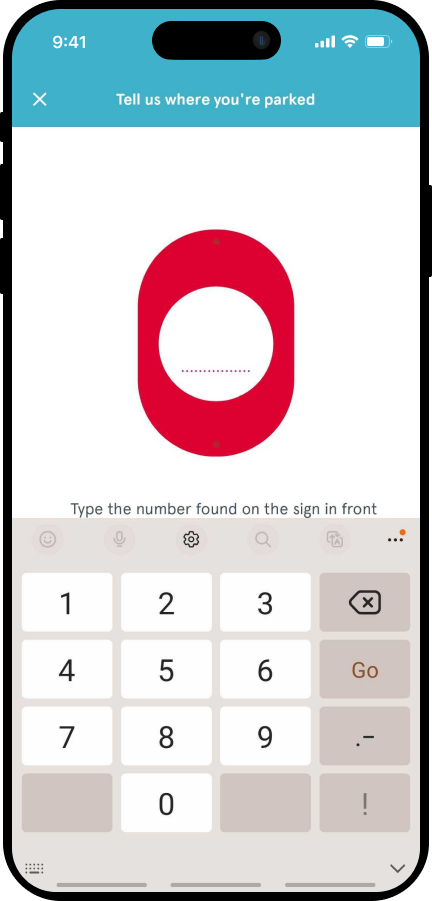 9:41
Tell us where you're parked
Type the number found on the sign in front
1 2 3
4 5 6 Go
7 8 9 .–
0 !